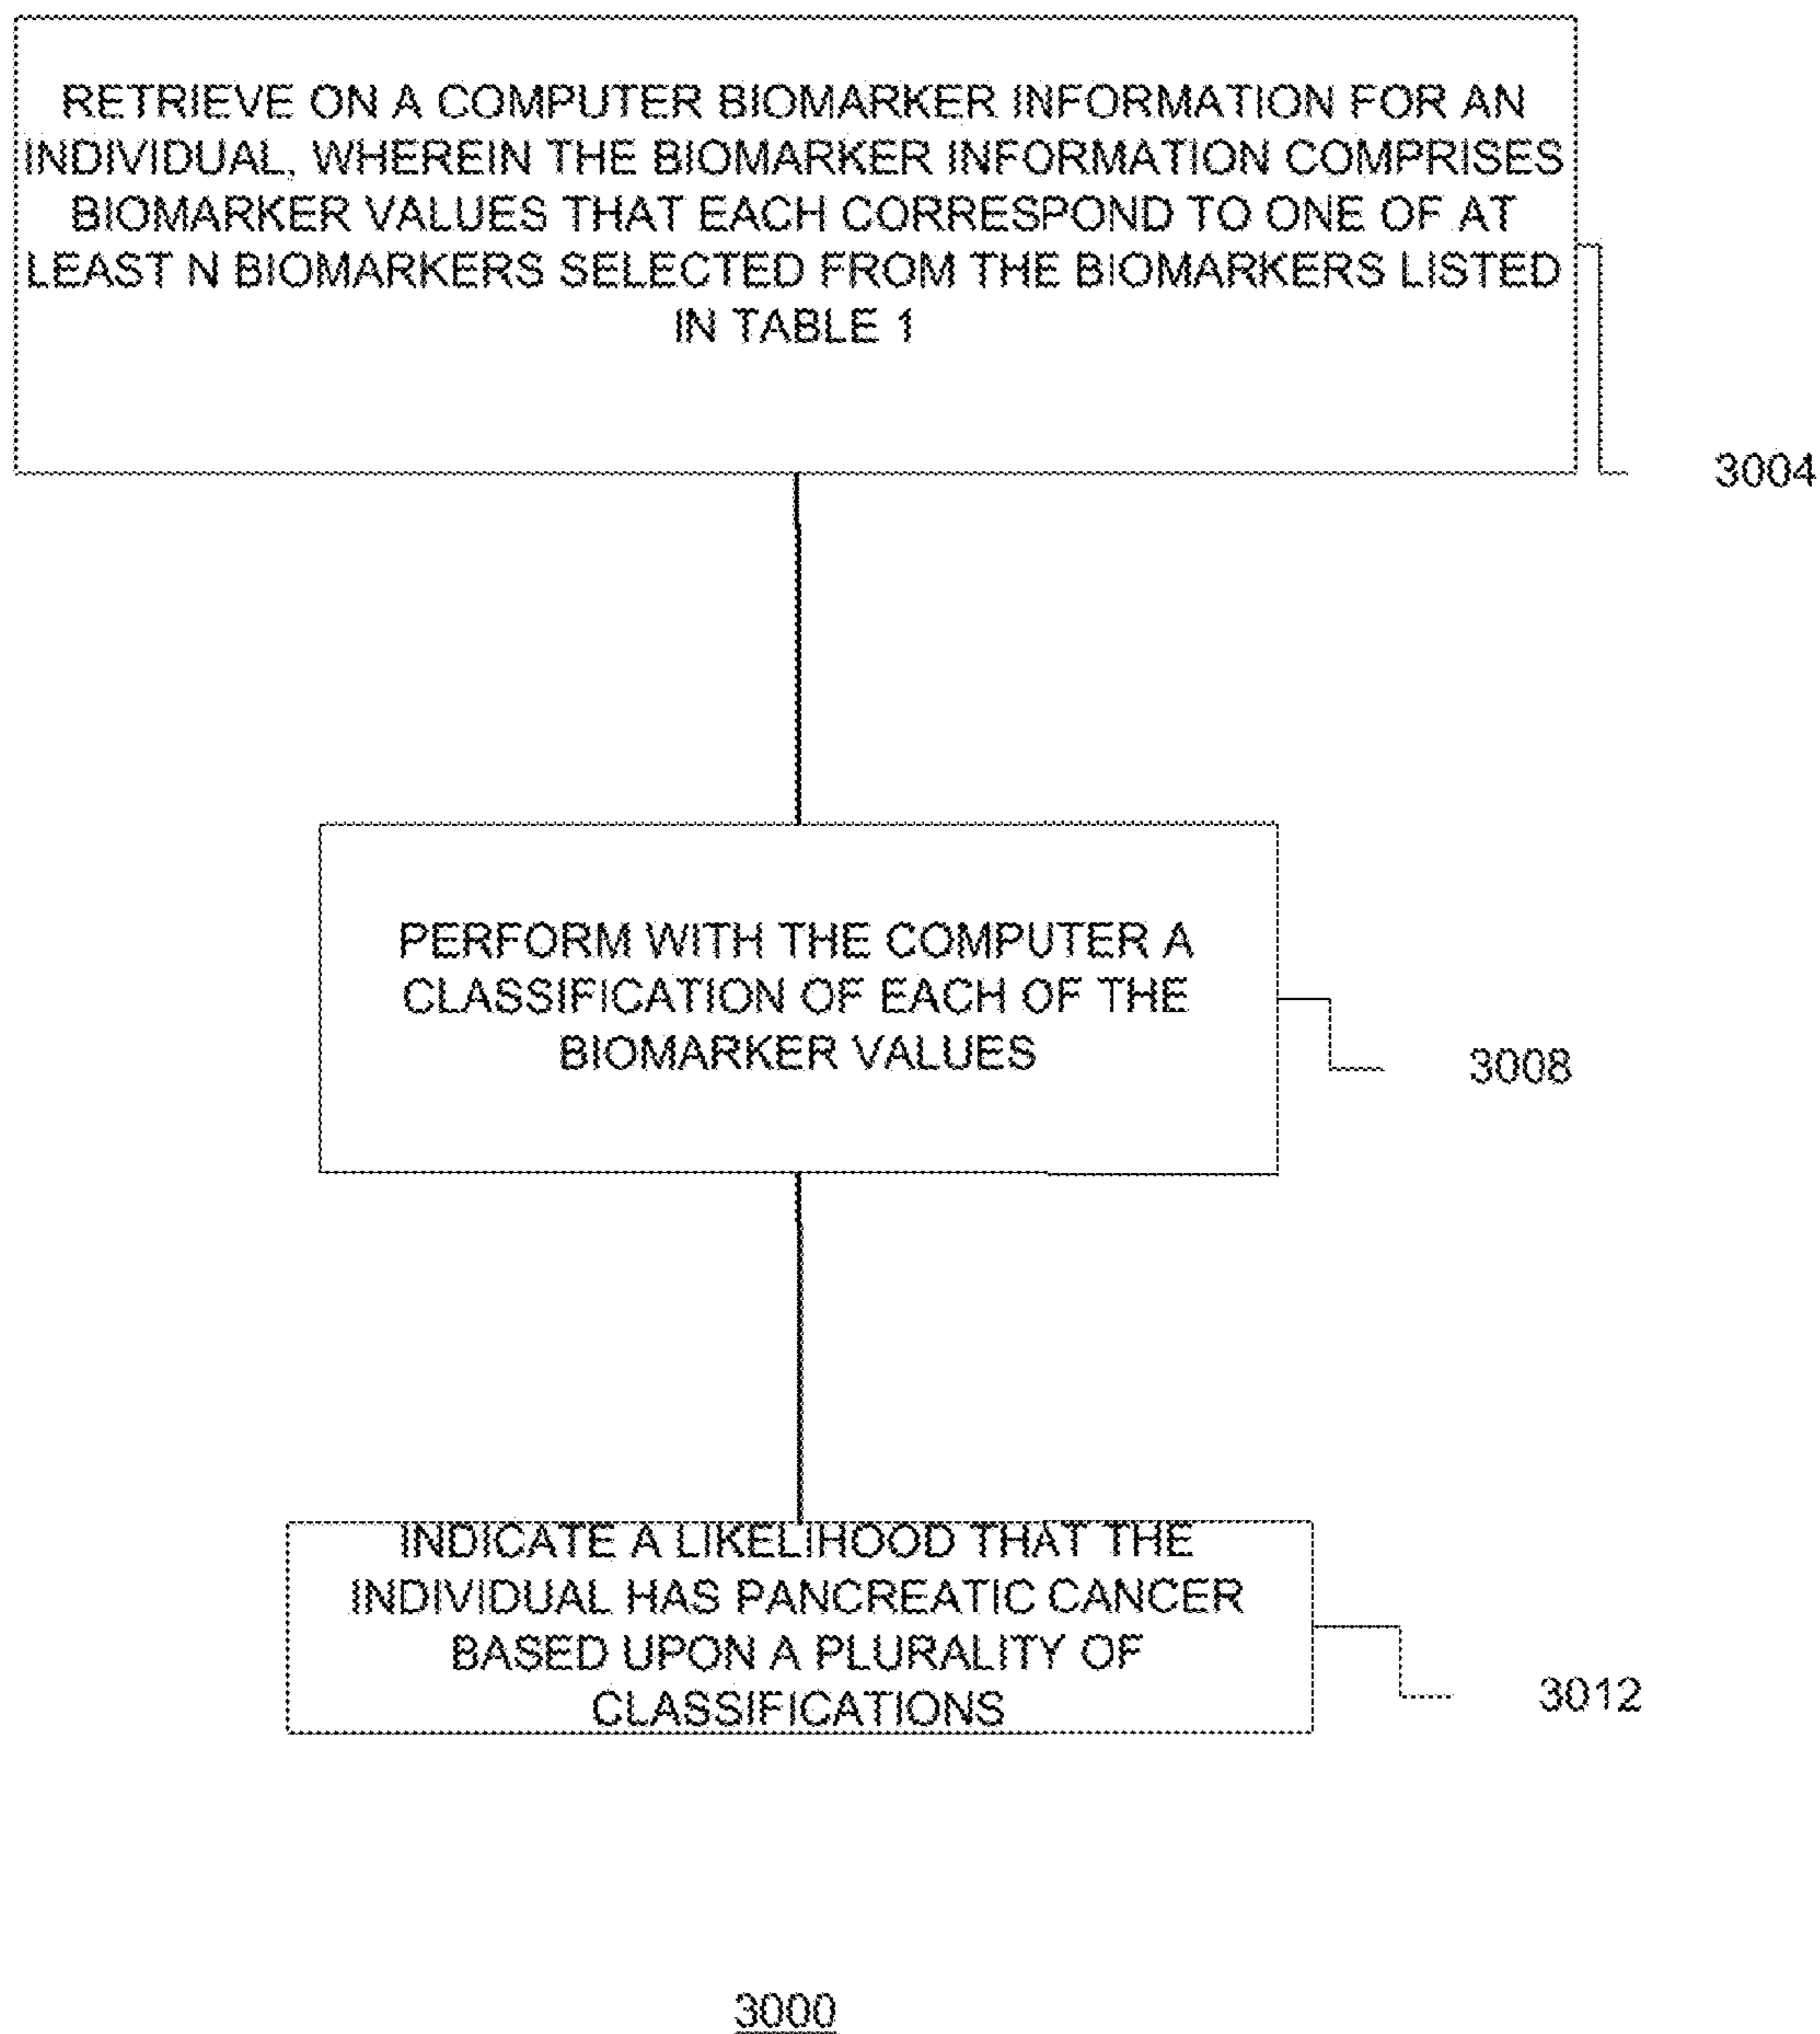 RETRIEVE ON A COMPUTER BIOMARKER INFORMATION FOR AN
INDIVIDUAL, WHEREIN THE BIOMARKER INFORMATION COMPRISES
BIOMARKER VALUES THAT EACH CORRESPOND TO ONE OF AT
LEAST N BIOMARKERS SELECTED FROM THE BIOMARKERS LISTED
IN TABLE 1
3004
PERFORM WITH THE COMPUTER A
CLASSIFICATION OF EACH OF THE
BIOMARKER VALUES
3008
INDICATE A LIKELIHOOD THAT THE
INDIVIDUAL HAS PANCREATIC CANCER
BASED UPON A PLURALITY OF
CLASSIFICATIONS
3012
3000